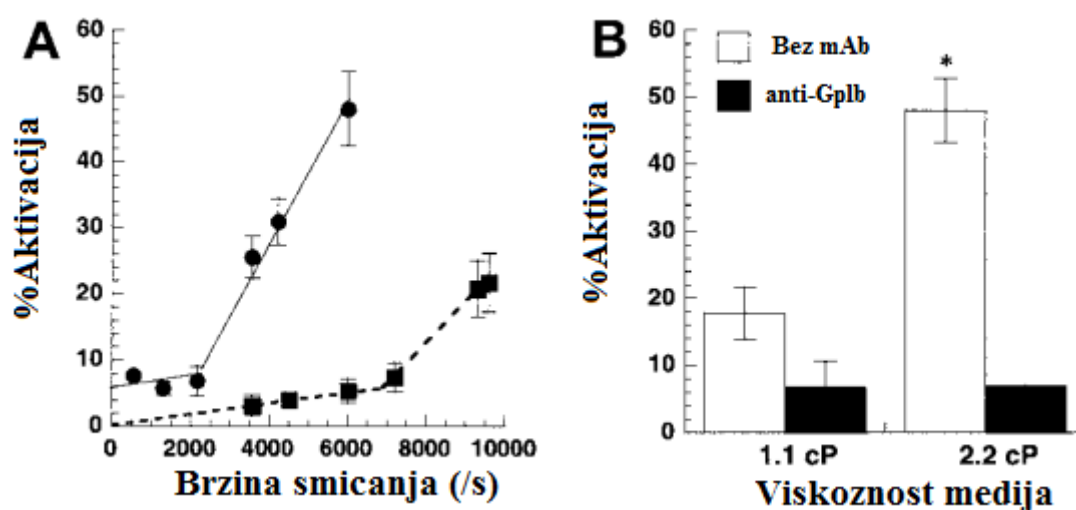 A
60
50
40
30
20
10
0
0 2000 4000 6000 8000 10000
%Aktivacija
Brzina smicanja (/s)
B
60
50
40
30
20
10
0
%Aktivacija
Bez mAb
anti-Gplb
*
1.1 cP 2.2 cP
Viskoznost medija